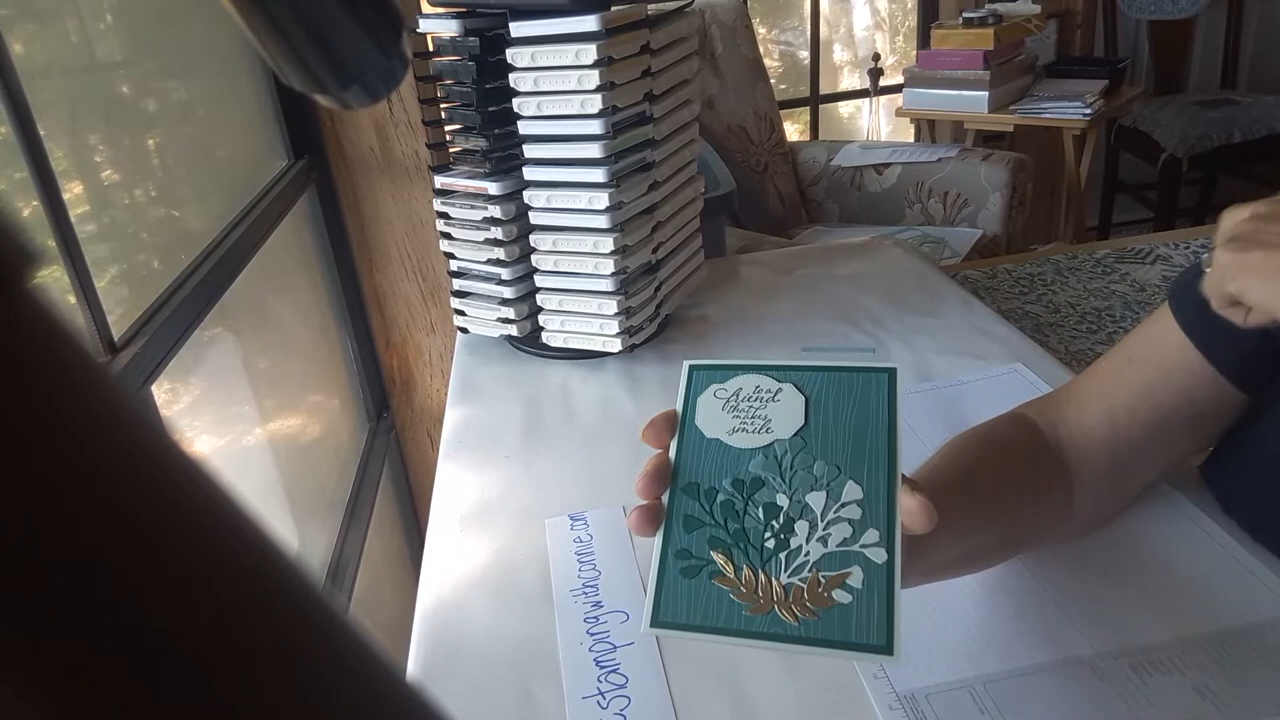 to a
friend
that
makes
me
smile
stampingwithconnie.com